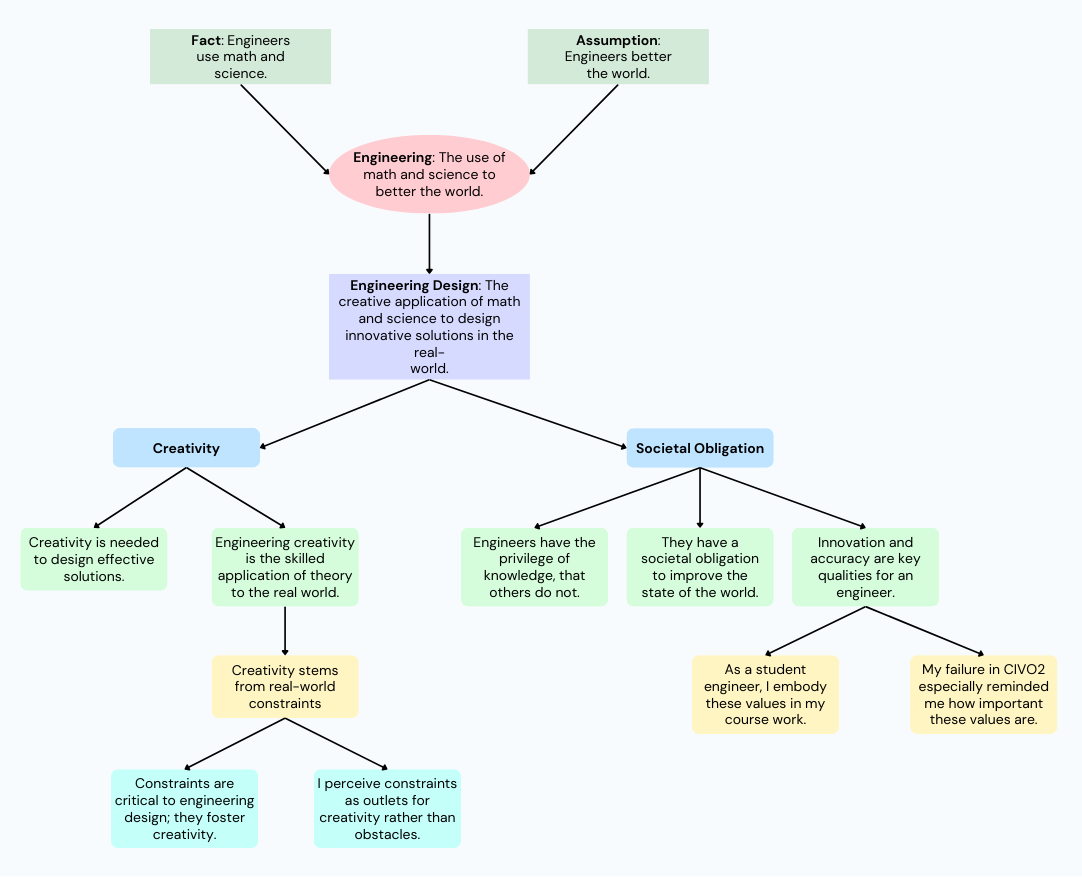 Fact: Engineers
use math and
science.
Assumption:
Engineers better
the world.
Engineering: The use of
math and science to
better the world.
Engineering Design: The
creative application of math
and science to design
innovative solutions in the
real-
world.
Creativity
Societal Obligation
Creativity is needed
to design effective
solutions.
Engineering creativity
is the skilled
application of theory
to the real world.
Engineers have the
privilege of
knowledge, that
others do not.
They have a
societal obligation
to improve the
state of the world.
Innovation and
accuracy are key
qualities for an
engineer.
Creativity stems
from real-world
constraints
As a student
engineer, I embody
these values in my
course work.
My failure in CIVO2
especially reminded
me how important
these values are.
Constraints are
critical to engineering
design; they foster
creativity.
I perceive constraints
as outlets for
creativity rather than
obstacles.